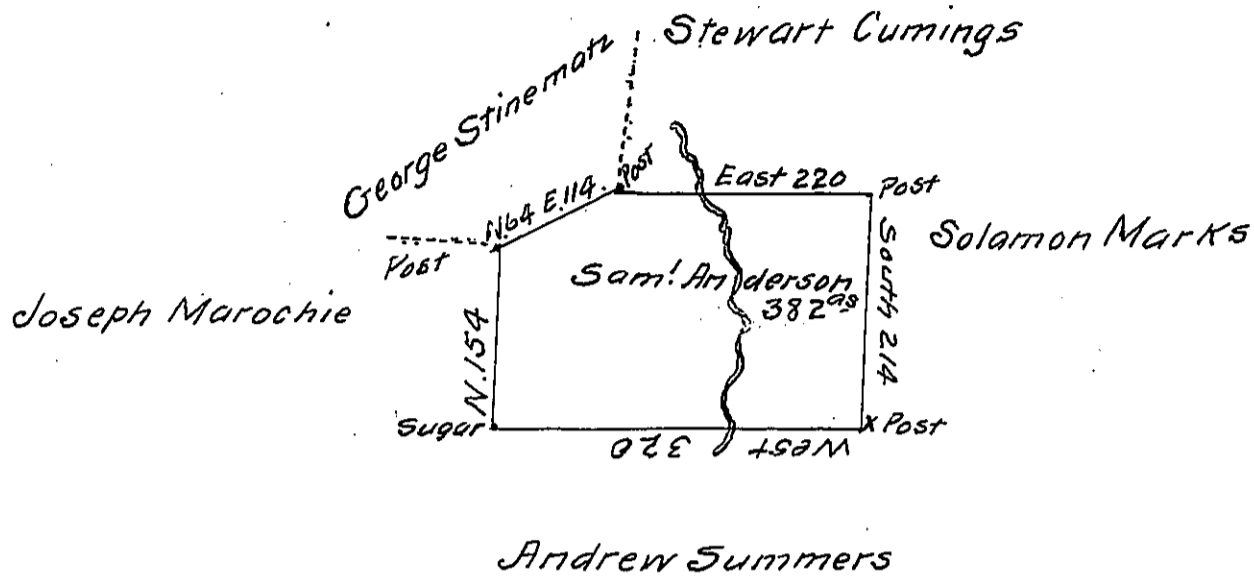 Stewart Cumings
George Stinematz
Post
East 220
Post
N.64 E.114.
Post
Solamon Marks
South 214
Sam! Anderson
382as
Joseph Marochie
N.154
Sugar
Post
West 320
Andrew Summers